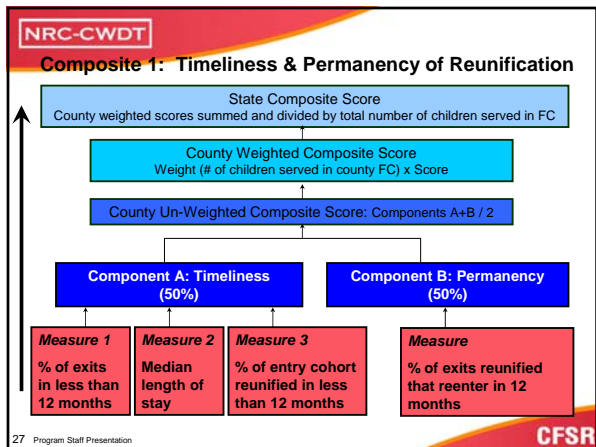 NRC-CWDT
Composite 1: Timeliness & Permanency of Reunification
State Composite Score
County weighted scores summed and divided by total number of children served in FC
County Weighted Composite Score
Weight (# of children served in county FC) x Score
County Un-Weighted Composite Score: Components A+B / 2
Component A: Timeliness
(50%)
Component B: Permanency
(50%)
Measure 1
% of exits
in less than
12 months
Measure 2
Median
length of
stay
Measure 3
% of entry cohort
reunified in less
than 12 months
Measure
% of exits reunified
that reenter in 12
months
27 Program Staff Presentation
CFSR